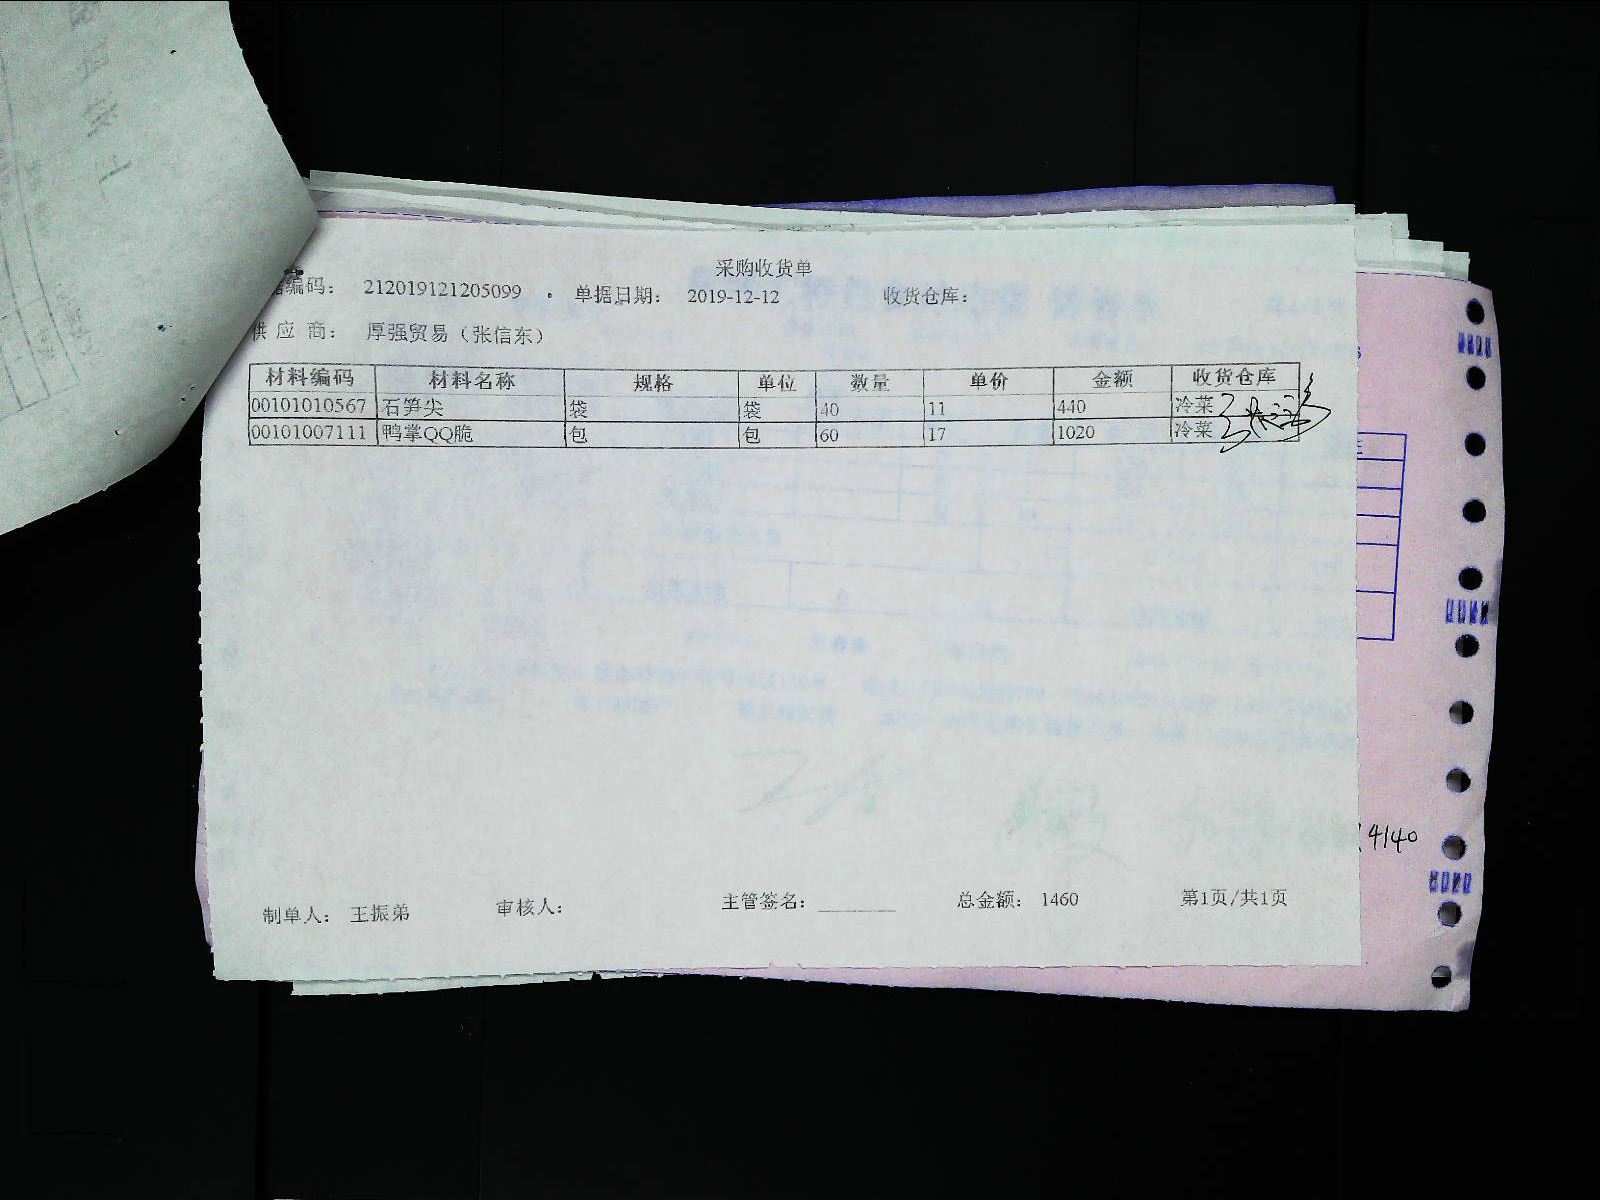 采购收货单
编码： 212019121205099 单据日期： 2019-12-12 收货仓库：
供应商： 厚强贸易（张信东）
材料编码 材料名称 规格 单位 数量 单价 金额 收货仓库
00101010567 石笋尖 袋 袋 40 11 440 冷菜
00101007111 鸭掌QQ脆 包 包 60 17 1020 冷菜
4140
制单人： 王振弟 审核人： 主管签名： 总金额： 1460 第1页/共1页